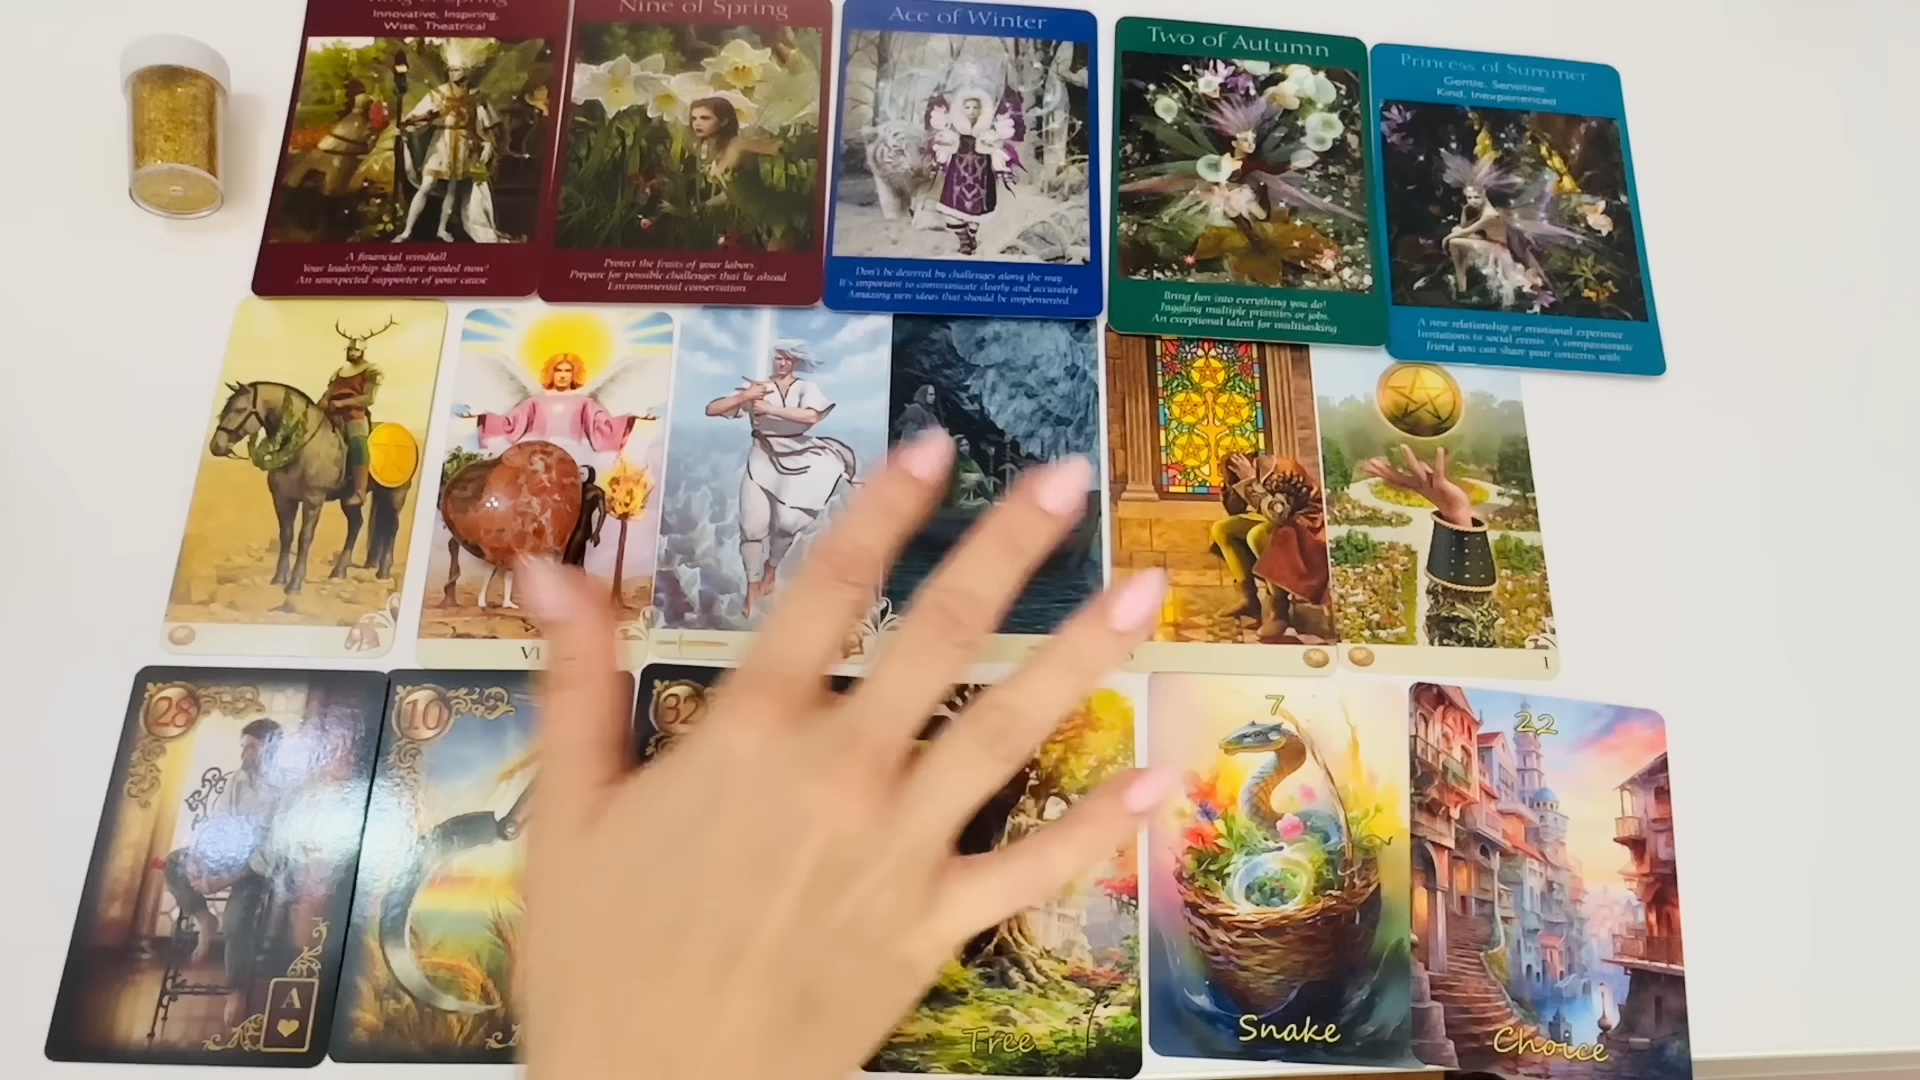 King of Spring
Innovative, Inspiring,
Wise, Theatrical
A financial windfall
Your leadership skills are needed now!
An unexpected supporter of your cause
Nine of Spring
Protect the fruits of your labors
Prepare for possible challenges that lie ahead
Environmental conservation
Ace of Winter
Don't be deterred by challenges along the way
It's important to communicate clearly and accurately
Amazing new ideas that should be implemented
Two of Autumn
Bring fun into everything you do!
Juggling multiple priorities or jobs.
An exceptional talent for multitasking
Princess of Summer
Gentle, Sensitive,
Kind, Inexperienced
A new relationship or emotional experience
Invitations to social events A compassionate
friend you can share your concerns with
VI
1
28
A
10
32
Tree
7
Snake
22
Choice